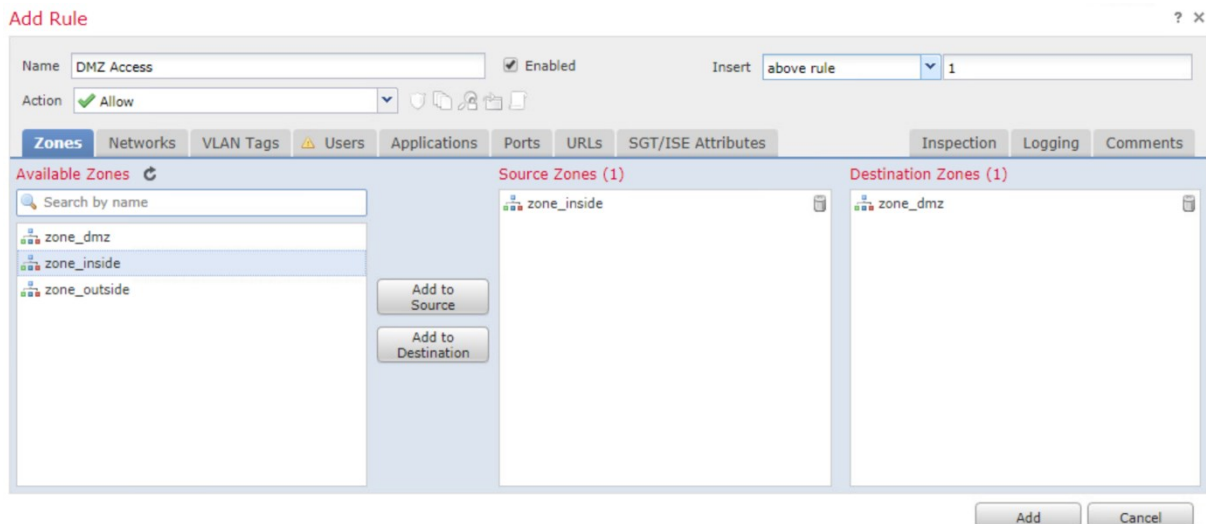 Add Rule
? ×
Name DMZ Access Enabled Insert above rule 1
Action Allow
Zones Networks VLAN Tags Users Applications Ports URLs SGT/ISE Attributes Inspection Logging Comments
Available Zones Source Zones (1) Destination Zones (1)
Search by name zone_inside zone_dmz
zone_dmz
zone_inside
zone_outside
Add to
Source
Add to
Destination
Add Cancel